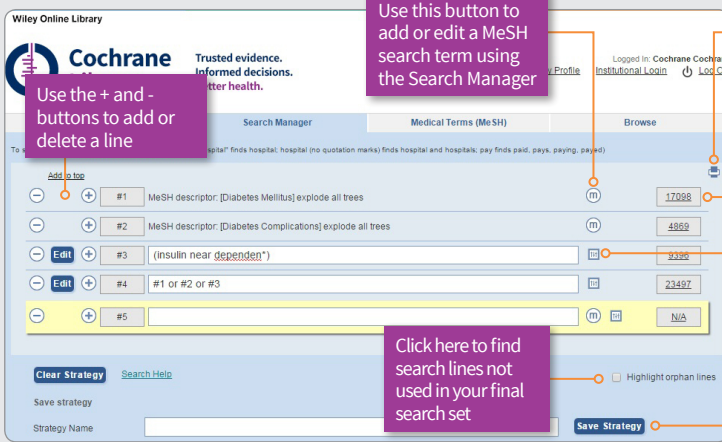 Wiley Online Library
Use this button to
add or edit a MeSH
search term using
the Search Manager
Cochrane
Trusted evidence.
Informed decisions.
better health.
Logged In: Cochrane
Profile Institutional Login
Use the + and -
buttons to add or
delete a line
Search Manager Medical Terms (MeSH) Browse
finds hospital; hospital (no quotation marks) finds hospital and hospitals; pay finds paid, pays, paying, payed)
Add to top
− + #1 MeSH descriptor: [Diabetes Mellitus] explode all trees m 17098
− + #2 MeSH descriptor: [Diabetes Complications] explode all trees m 4869
− Edit + #3 (insulin near dependen*) 9396
− Edit + #4 #1 or #2 or #3 23497
− + #5 m N/A
Click here to find
search lines not
used in your final
search set
Clear Strategy Search Help Highlight orphan lines
Save strategy
Strategy Name Save Strategy